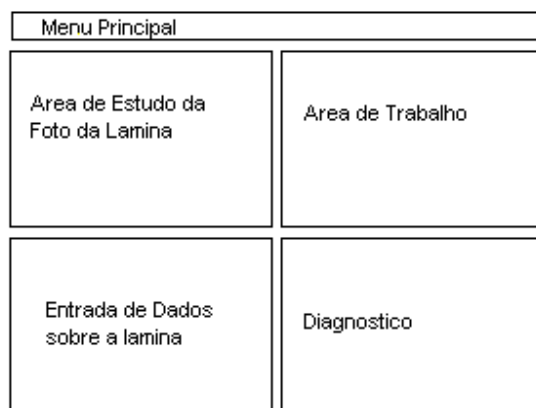 Menu Principal
Area de Estudo da
Foto da Lamina
Area de Trabalho
Entrada de Dados
sobre a lamina
Diagnostico